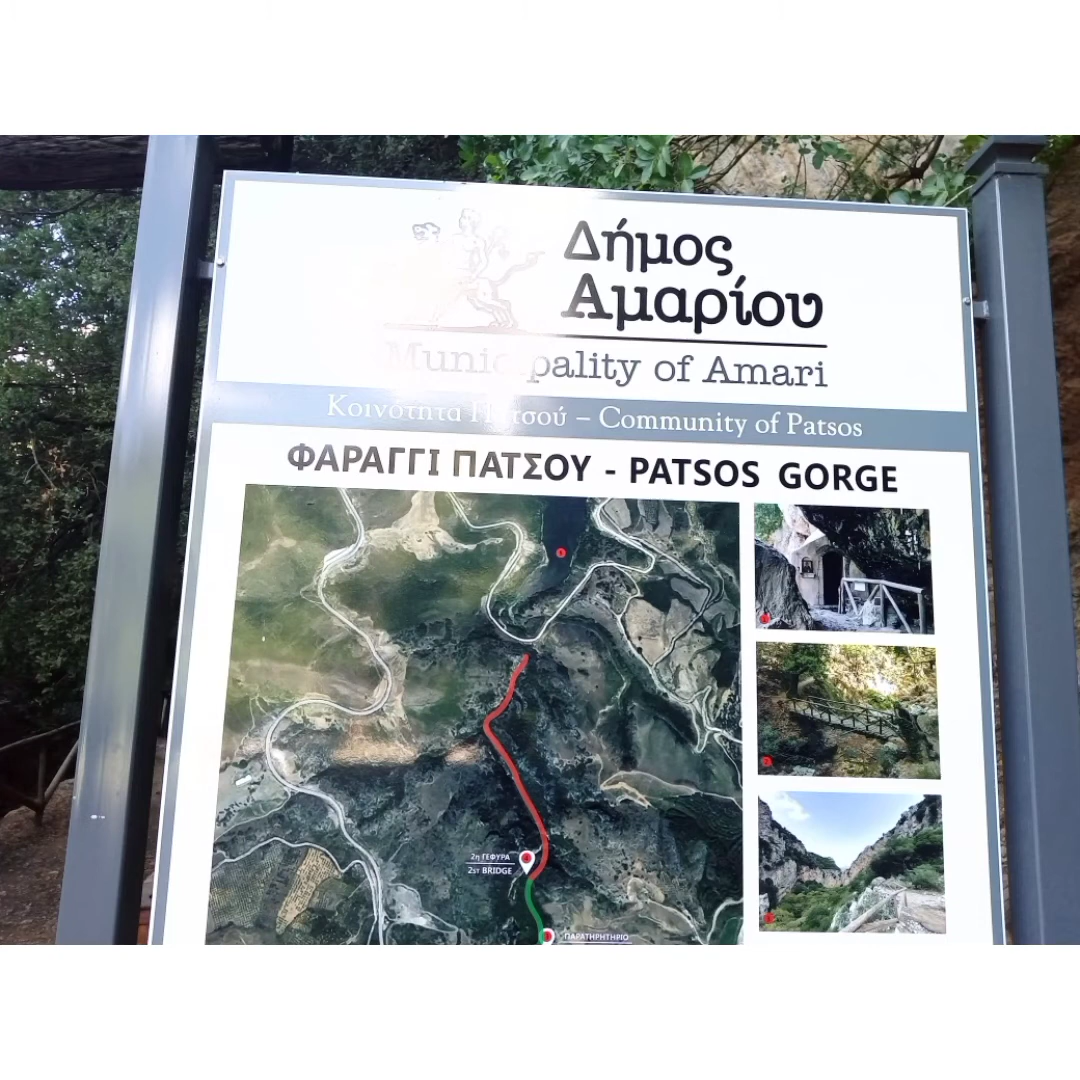 Δήμος
Αμαρίου
Municipality of Amari
Κοινότητα Πατσού – Community of Patsos
ΦΑΡΑΓΓΙ ΠΑΤΣΟΥ - PATSOS GORGE
2η ΓΕΦΥΡΑ
2ST BRIDGE
ΠΑΡΑΤΗΡΗΤΗΡΙΟ